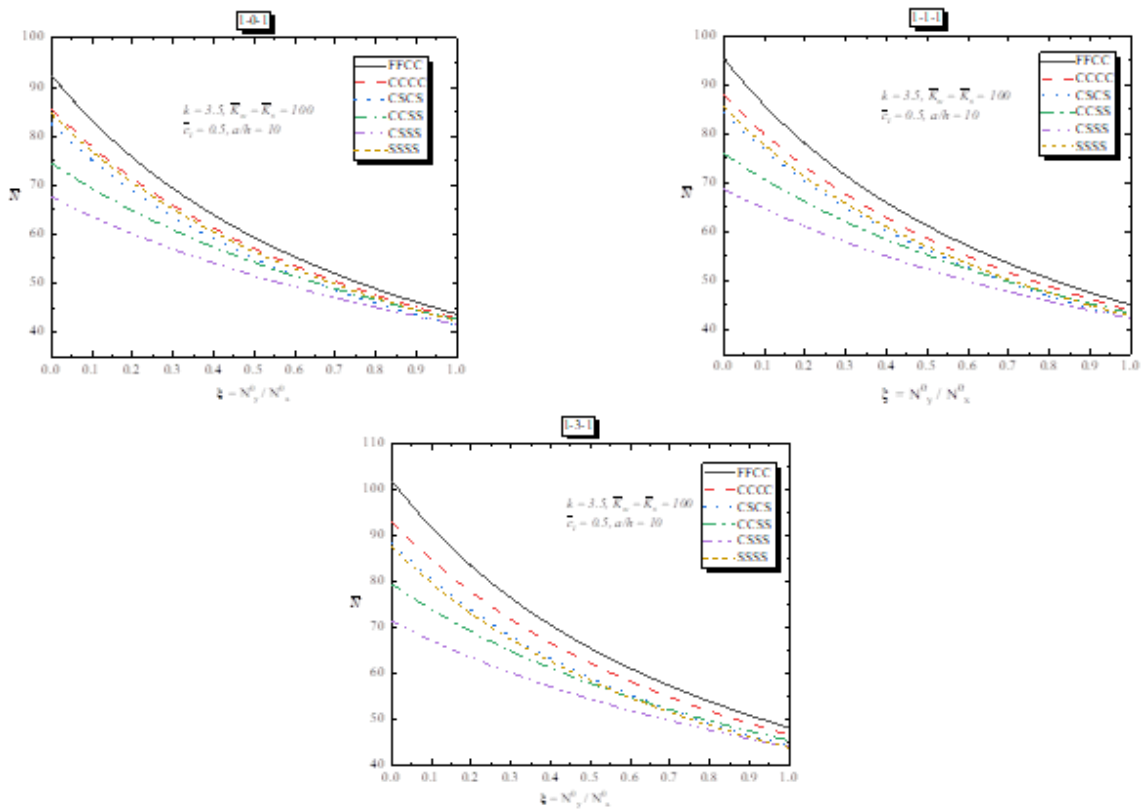 1-0-1
100
90
80
70
60
50
40
FFCC
CCCC
CSCS
CCSS
CSSS
SSSS
k = 3.5, K̅w = K̅s = 100
= 0.5, a/h = 10
0.0 0.1 0.2 0.3 0.4 0.5 0.6 0.7 0.8 0.9 1.0
ξ = N⁰y / N⁰x
1-1-1
100
90
80
70
60
50
40
FFCC
CCCC
CSCS
CCSS
CSSS
SSSS
k = 3.5, K̅w = K̅s = 100
= 0.5, a/h = 10
0.0 0.1 0.2 0.3 0.4 0.5 0.6 0.7 0.8 0.9 1.0
ξ = N⁰y / N⁰x
1-3-1
110
100
90
80
70
60
50
40
FFCC
CCCC
CSCS
CCSS
CSSS
SSSS
k = 3.5, K̅w = K̅s = 100
= 0.5, a/h = 10
0.0 0.1 0.2 0.3 0.4 0.5 0.6 0.7 0.8 0.9 1.0
ξ = N⁰y / N⁰x